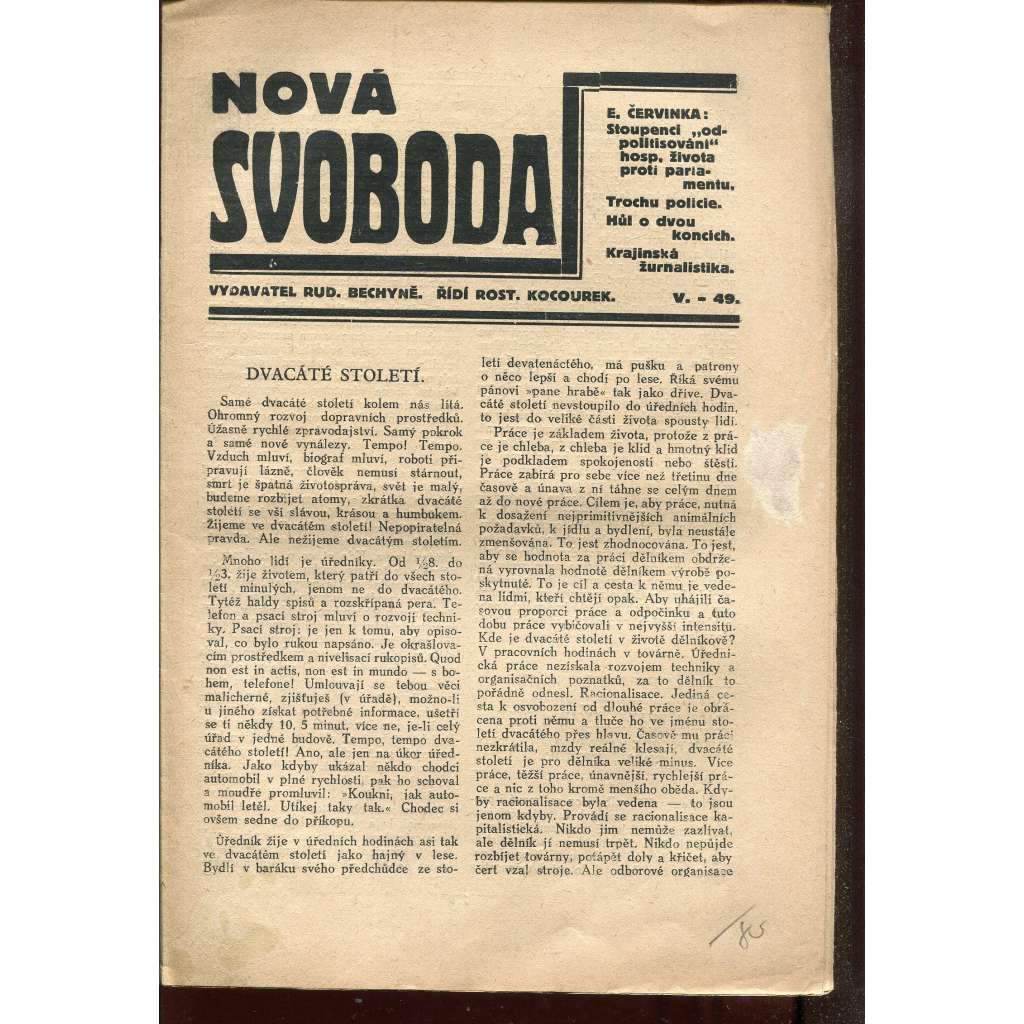 NOVÁ
SVOBODA
E. ČERVINKA:
Stoupenci „od-
politisování“
hosp. života
proti parla-
mentu.
Trochu policie.
Hůl o dvou
koncích.
Krajinská
žurnalistika.
VYDAVATEL RUD. BECHYNĚ. ŘÍDÍ ROST. KOCOUREK. V. - 49.
DVACÁTÉ STOLETÍ.
Samé dvacáté století kolem nás lítá.
Ohromný rozvoj dopravních prostředků.
Úžasně rychlé zpravodajství. Samý pokrok
a samé nové vynálezy. Tempo! Tempo.
Vzduch mluví, biograf mluví, roboti při-
pravují lázně, člověk nemusí stárnout,
smrt je špatná životospráva, svět je malý,
budeme rozbíjet atomy, zkrátka dvacáté
století se vší slávou, krásou a humbukem.
Žijeme ve dvacátém století! Nepopiratelná
pravda. Ale nežijeme dvacátým stoletím.
Mnoho lidí je úředníky. Od ½8. do
½3. žije životem, který patří do všech sto-
letí minulých, jenom ne do dvacátého.
Tytéž haldy spisů a rozskřípaná pera. Te-
lefon a psací stroj mluví o rozvoji techni-
ky. Psací stroj: je jen k tomu, aby opiso-
val, co bylo rukou napsáno. Je okrašlova-
cím prostředkem a nivelisací rukopisů. Quod
non est in actis, non est in mundo — s bo-
hem, telefone! Umlouvají se tebou věci
malicherné, zjišťuješ (v úřadě), možno-li
u jiného získat potřebné informace, ušetří
se ti někdy 10, 5 minut, více ne, je-li celý
úřad v jedné budově. Tempo, tempo dva-
cátého století! Ano, ale jen na úkor úřed-
níka. Jako kdyby ukázal někdo chodci
automobil v plné rychlosti, pak ho schoval
a moudře promluvil: »Koukni, jak auto-
mobil letěl. Utíkej taky tak.« Chodec si
ovšem sedne do příkopu.
Úředník žije v úředních hodinách asi tak
ve dvacátém století jako hajný v lese.
Bydlí v baráku svého předchůdce ze sto-
letí devatenáctého, má pušku a patrony
o něco lepší a chodí po lese. Říká svému
pánovi »pane hrabě« tak jako dříve. Dva-
cáté století nevstoupilo do úředních hodin,
to jest do veliké části života spousty lidí.
Práce je základem života, protože z prá-
ce je chleba, z chleba je klid a hmotný klid
je podkladem spokojenosti nebo štěstí.
Práce zabírá pro sebe více než třetinu dne
časově a únava z ní táhne se celým dnem
až do nové práce. Cílem je, aby práce, nutná
k dosažení nejprimitivnějších animálních
požadavků, k jídlu a bydlení, byla neustále
zmenšována. To jest zhodnocována. To jest,
aby se hodnota za práci dělníkem obdrže-
ná vyrovnala hodnotě dělníkem výrobě po-
skytnuté. To je cíl a cesta k němu je vede-
na lidmi, kteří chtějí opak. Aby uhájili ča-
sovou proporci práce a odpočinku a tuto
dobu práce vybičovali v nejvyšší intensitu.
Kde je dvacáté století v životě dělníkově?
V pracovních hodinách v továrně. Úřednic-
ká práce nezískala rozvojem techniky a
organisačních poznatků, za to dělník to
pořádně odnesl. Racionalisace. Jediná ce-
sta k osvobození od dlouhé práce je obrá-
cena proti němu a tluče ho ve jménu sto-
letí dvacátého přes hlavu. Časově mu práci
nezkrátila, mzdy reálné klesají, dvacáté
století je pro dělníka veliké minus. Více
práce, těžší práce, únavnější, rychlejší prá-
ce a nic z toho kromě menšího oběda. Kdy-
by racionalisace byla vedena — to jsou
jenom kdyby. Provádí se racionalisace ka-
pitalistická. Nikdo jim nemůže zazlívat,
ale dělník jí nemusí trpět. Nikdo nepůjde
rozbíjet továrny, potápět doly a křičet, aby
čert vzal stroje. Ale odborové organisace